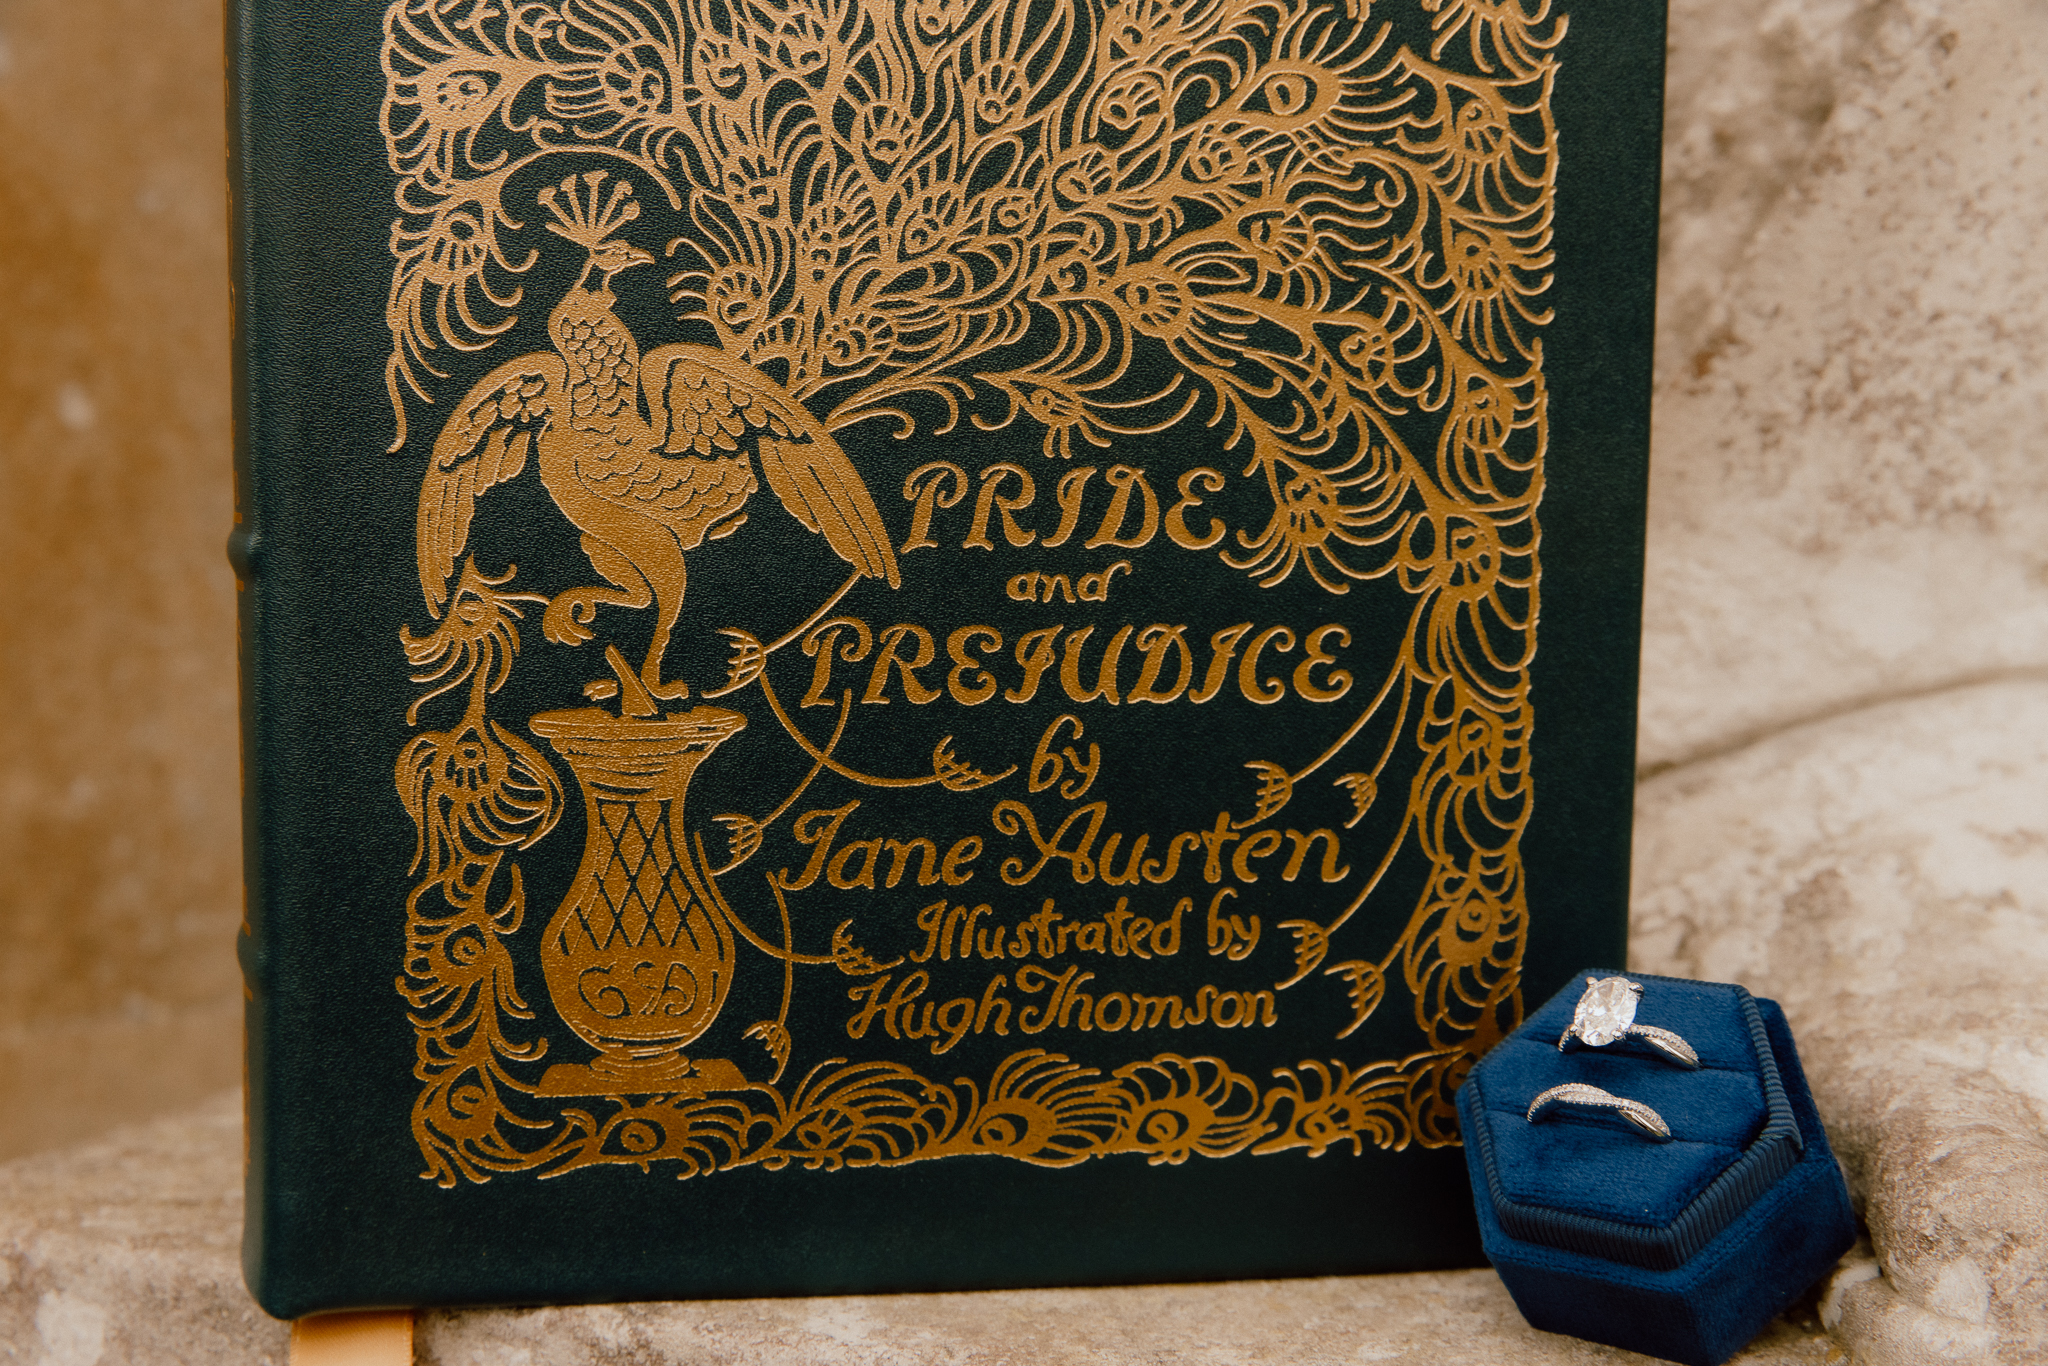 PRIDE
and
PREJUDICE
by
Jane Austen
Illustrated by
Hugh Thomson